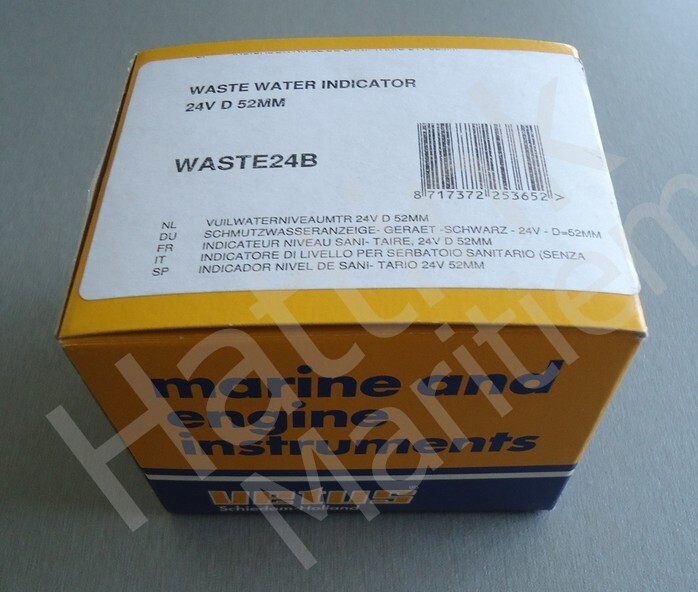 WASTE WATER INDICATOR
24V D 52MM
WASTE24B
8 717372 253652 >
NL VUILWATERNIVEAUMTR 24V D 52MM
DU SCHMUTZWASSERANZEIGE- GERAET -SCHWARZ - 24V - D=52MM
FR INDICATEUR NIVEAU SANI- TAIRE, 24V D 52MM
IT INDICATORE DI LIVELLO PER SERBATOIO SANITARIO (SENZA
SP INDICADOR NIVEL DE SANI- TARIO 24V 52MM
marine and
engine
instruments
vetus
Schiedam Holland
Hattink
Maritiem